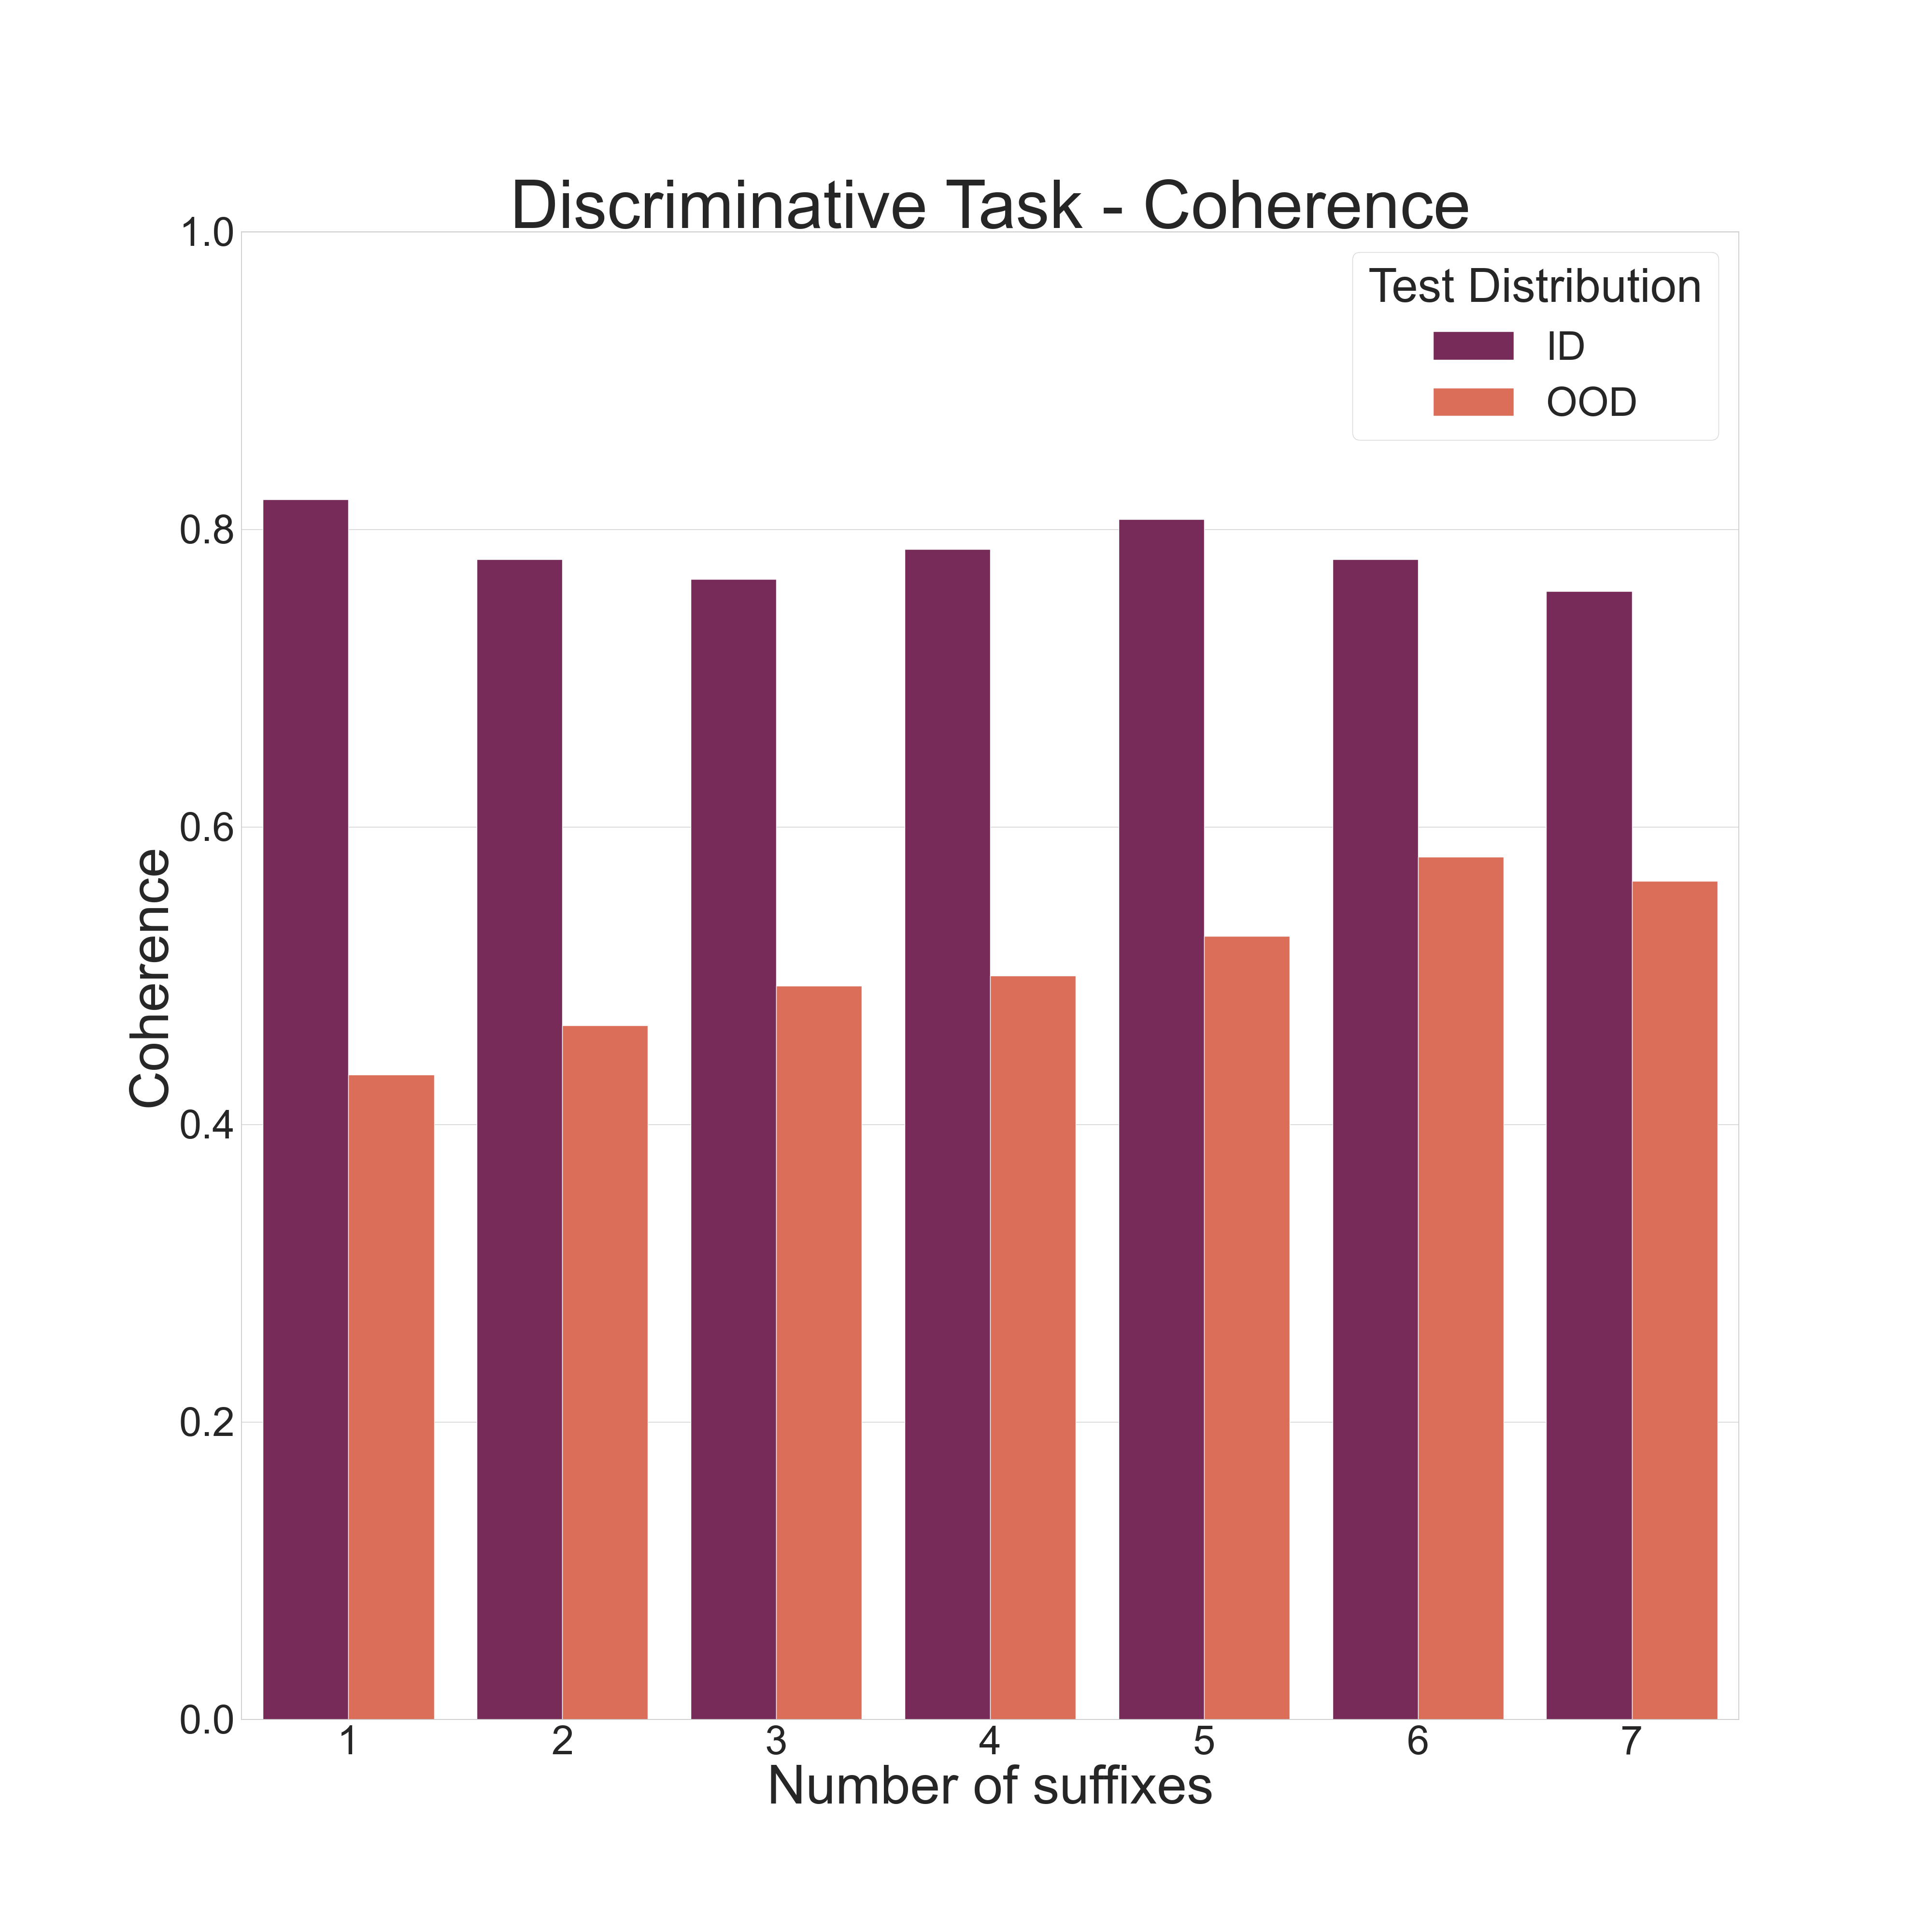 Discriminative Task - Coherence
1.0
Test Distribution
ID
OOD
0.8
0.6
0.4
0.2
0.0
Coherence
1 2 3 4 5 6 7
Number of suffixes